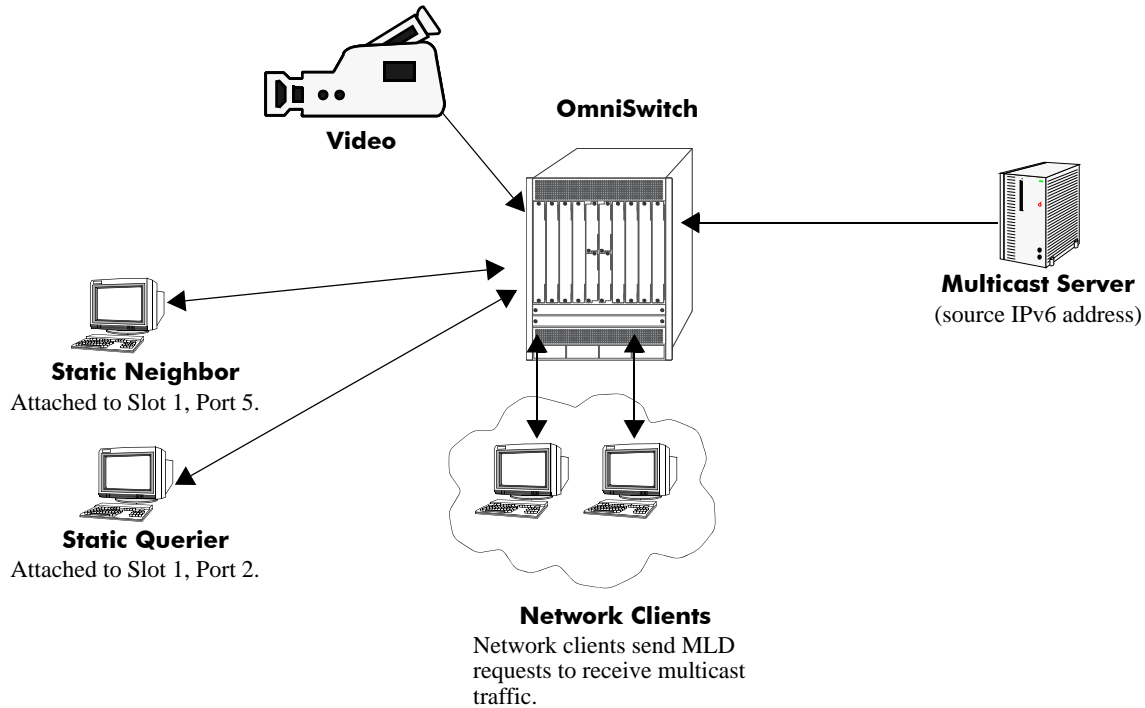 OmniSwitch
Video
Multicast Server
(source IPv6 address)
Static Neighbor
Attached to Slot 1, Port 5.
Static Querier
Attached to Slot 1, Port 2.
Network Clients
Network clients send MLD
requests to receive multicast
traffic.